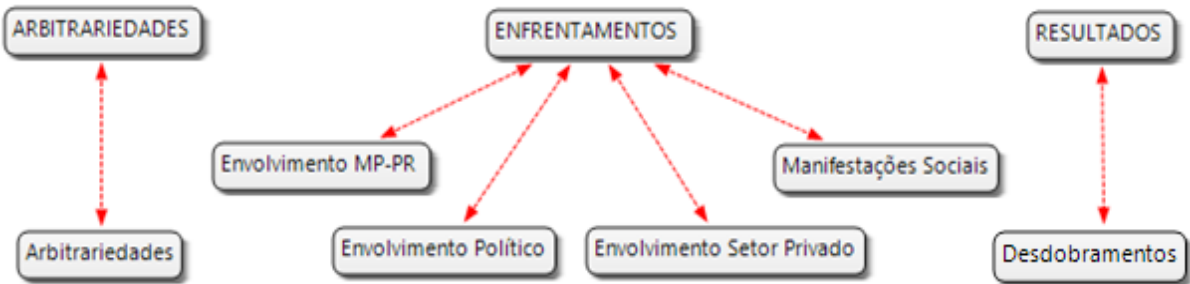 ARBITRARIEDADES
ENFRENTAMENTOS
RESULTADOS
Envolvimento MP-PR
Manifestações Sociais
Arbitrariedades
Envolvimento Político
Envolvimento Setor Privado
Desdobramentos